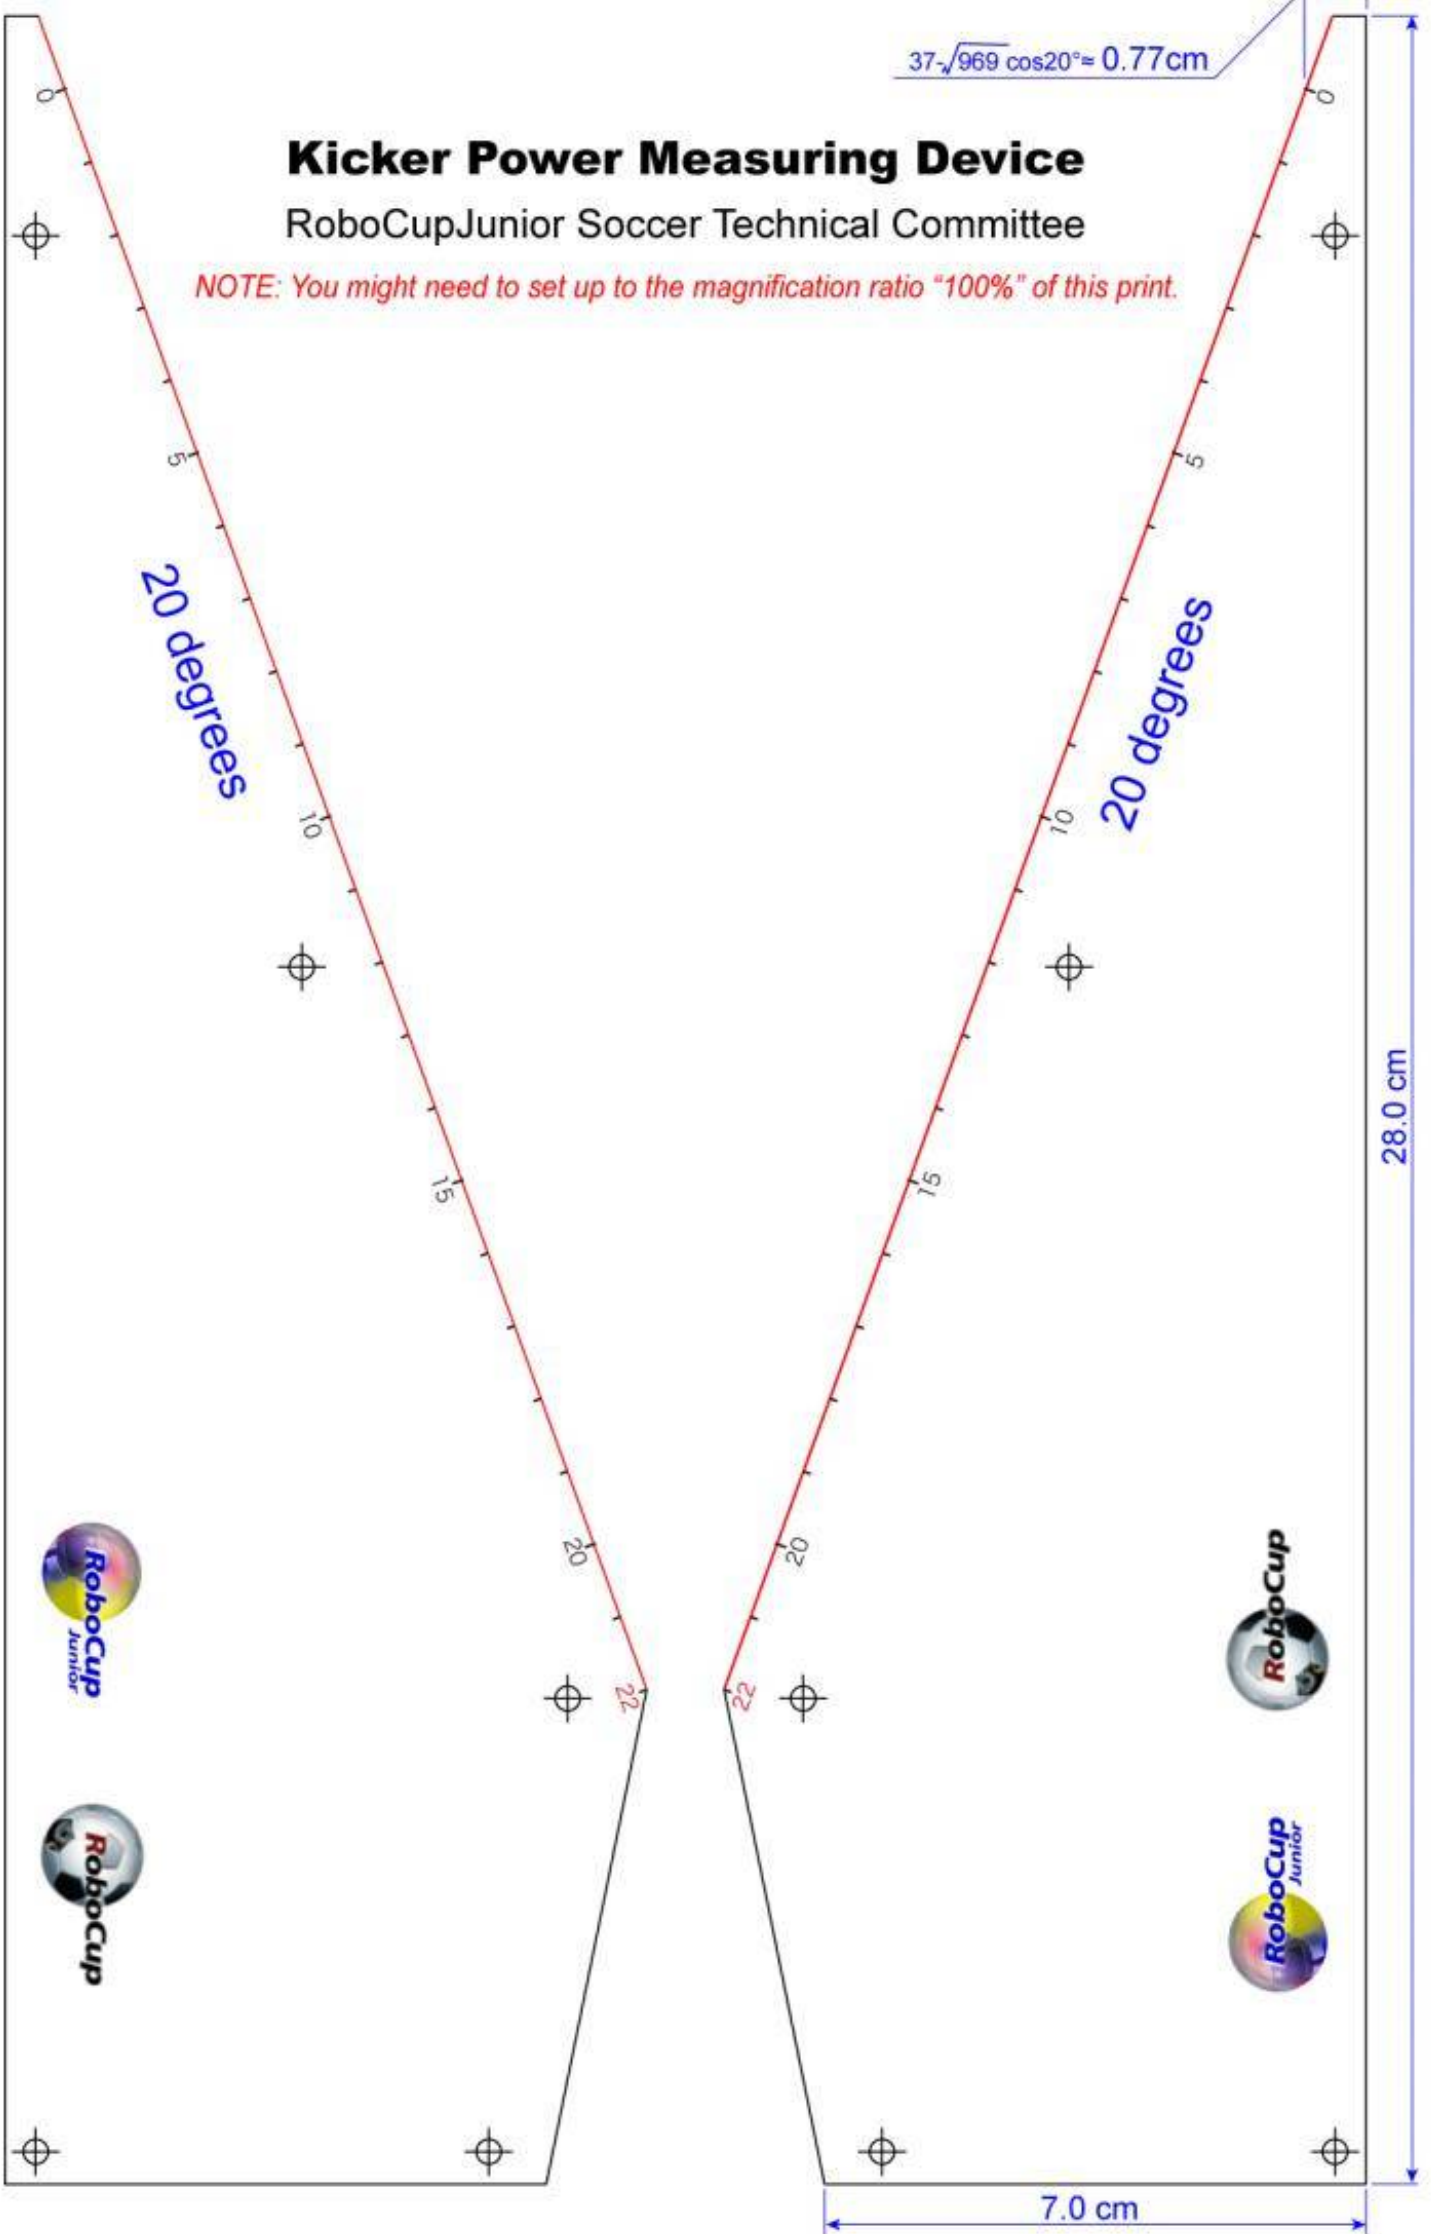 37-√969 cos20°≈ 0.77cm
0
0
Kicker Power Measuring Device
RoboCupJunior Soccer Technical Committee
NOTE: You might need to set up to the magnification ratio “100%” of this print.
5
5
20 degrees
20 degrees
10
10
28.0 cm
15
15
20
20
RoboCup
Junior
RoboCup
22
22
RoboCup
RoboCup
Junior
7.0 cm